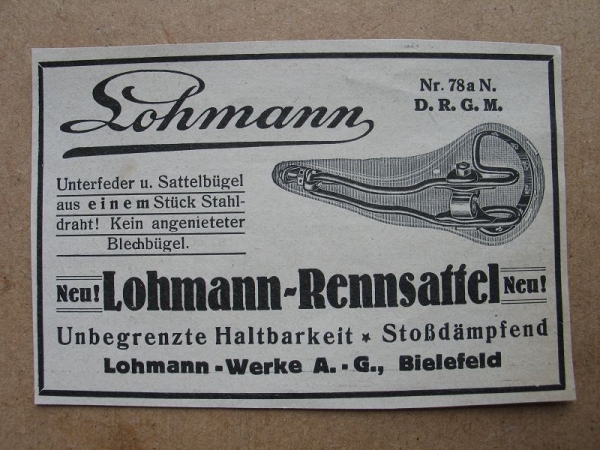 Lohmann
Nr. 78a N.
D. R. G. M.
Unterfeder u. Sattelbügel
aus einem Stück Stahl-
draht! Kein angenieteter
Blechbügel.
Neu! Lohmann-Rennsattel Neu!
Unbegrenzte Haltbarkeit * Stoßdämpfend
Lohmann-Werke A.-G., Bielefeld